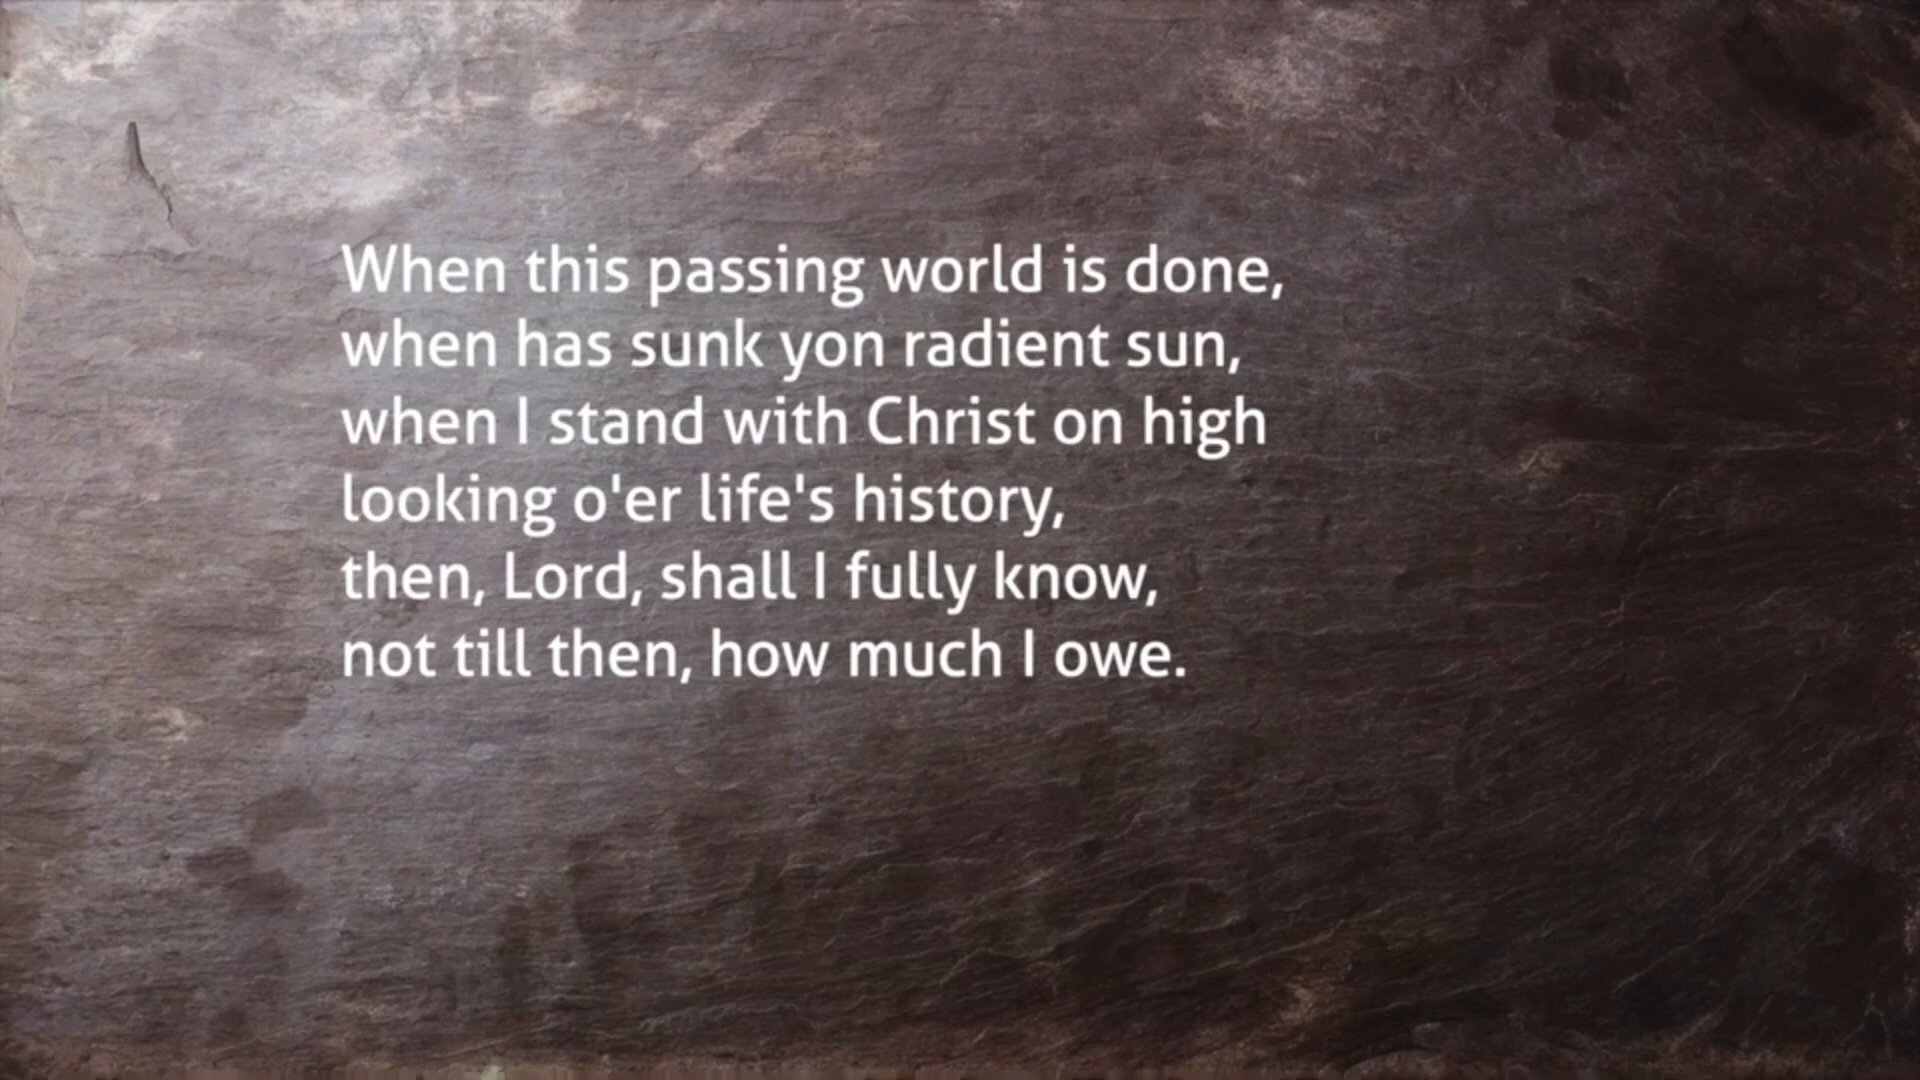 When this passing world is done,
when has sunk yon radient sun,
when I stand with Christ on high
looking o'er life's history,
then, Lord, shall I fully know,
not till then, how much I owe.